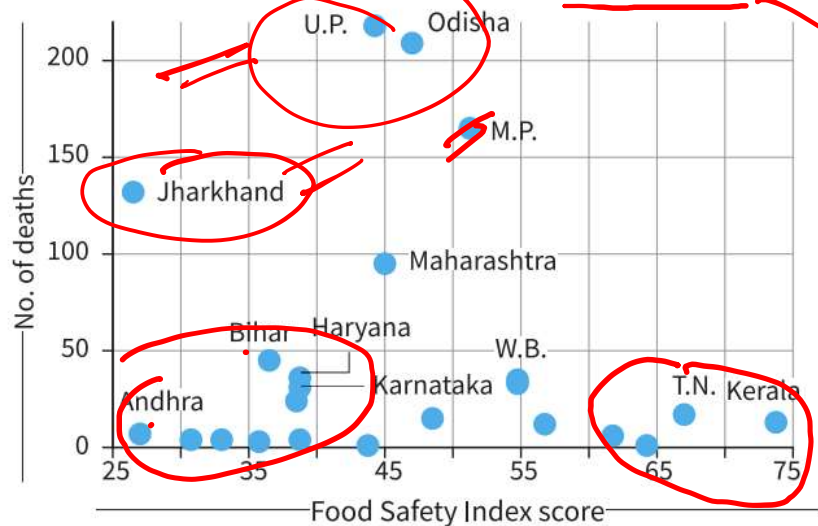 U.P. Odisha
200
M.P.
150
Jharkhand
No. of deaths
100
Maharashtra
Bihar Haryana
50
W.B.
Karnataka
T.N. Kerala
Andhra
0
25 35 45 55 65 75
Food Safety Index score